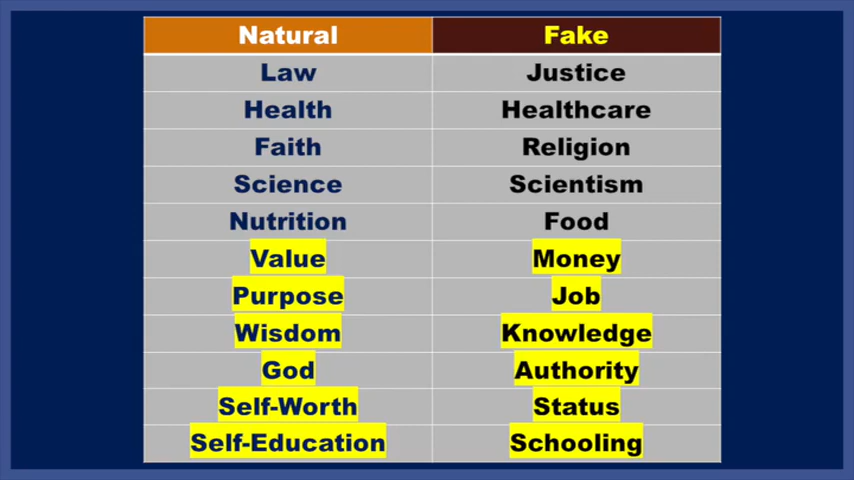 Natural Fake
Law Justice
Health Healthcare
Faith Religion
Science Scientism
Nutrition Food
Value Money
Purpose Job
Wisdom Knowledge
God Authority
Self-Worth Status
Self-Education Schooling